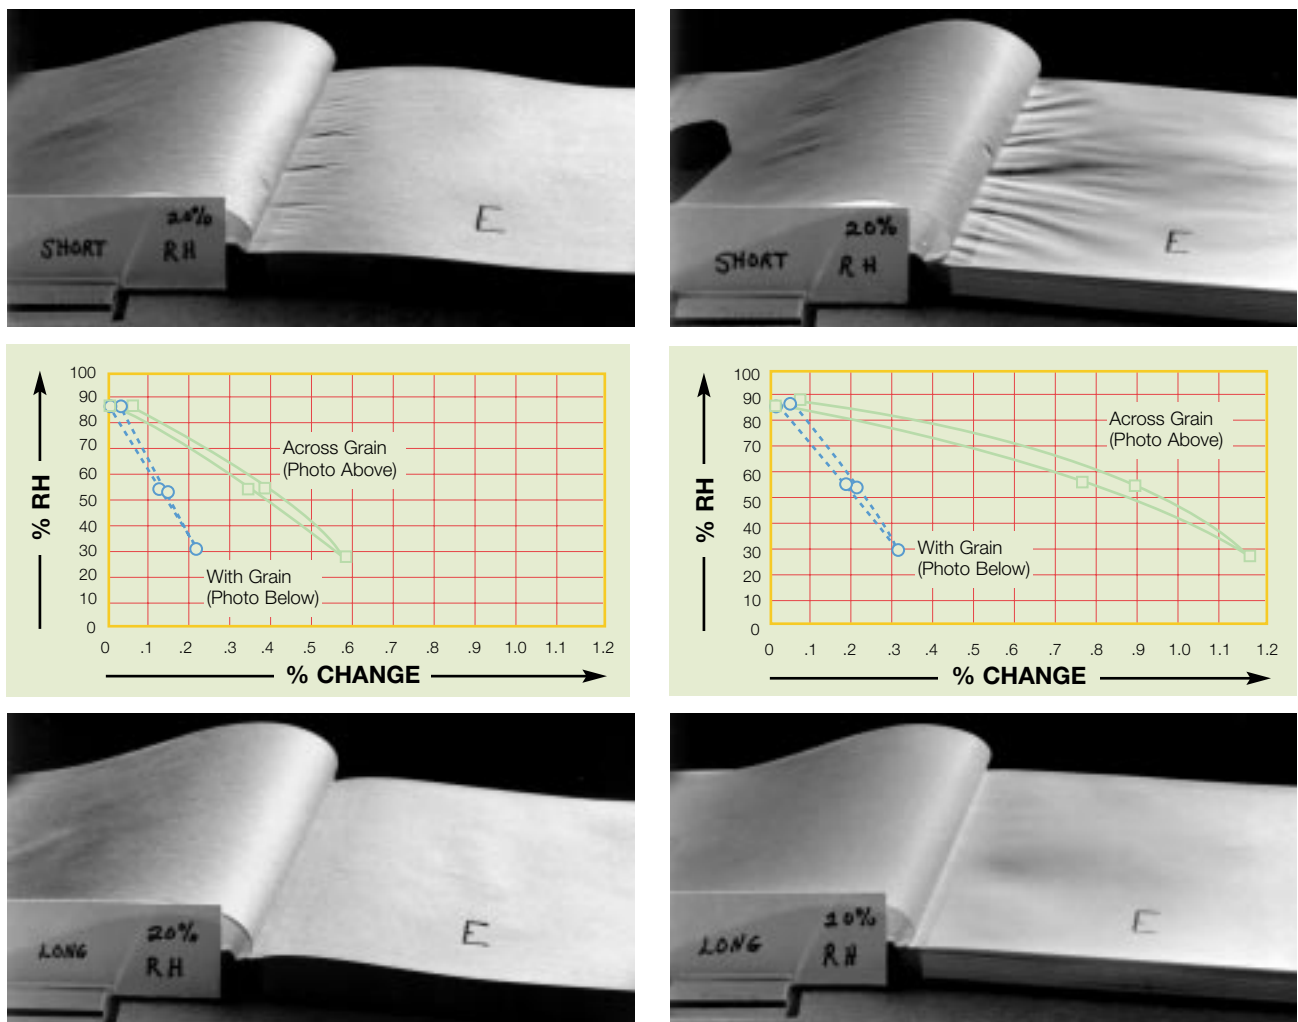 20%
SHORT
RH
E
20%
SHORT
RH
E
100
90
80
70
60
50
40
30
20
10
0
% RH
Across Grain
(Photo Above)
With Grain
(Photo Below)
0 .1 .2 .3 .4 .5 .6 .7 .8 .9 1.0 1.1 1.2
% CHANGE
100
90
80
70
60
50
40
30
20
10
0
% RH
Across Grain
(Photo Above)
With Grain
(Photo Below)
0 .1 .2 .3 .4 .5 .6 .7 .8 .9 1.0 1.1 1.2
% CHANGE
20%
LONG
RH
E
20%
LONG
RH
E